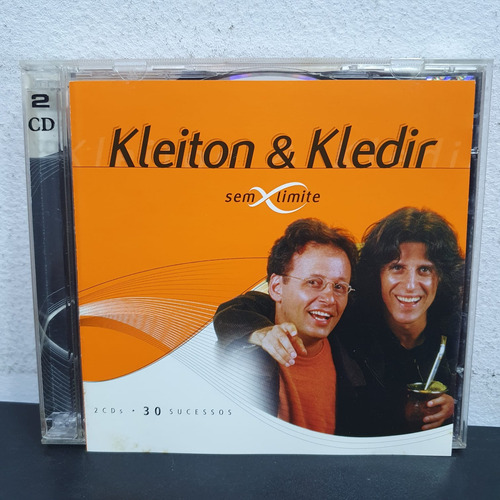 2
CD
Kleiton & Kledir
sem limite
2 CDs • 30 SUCESSOS